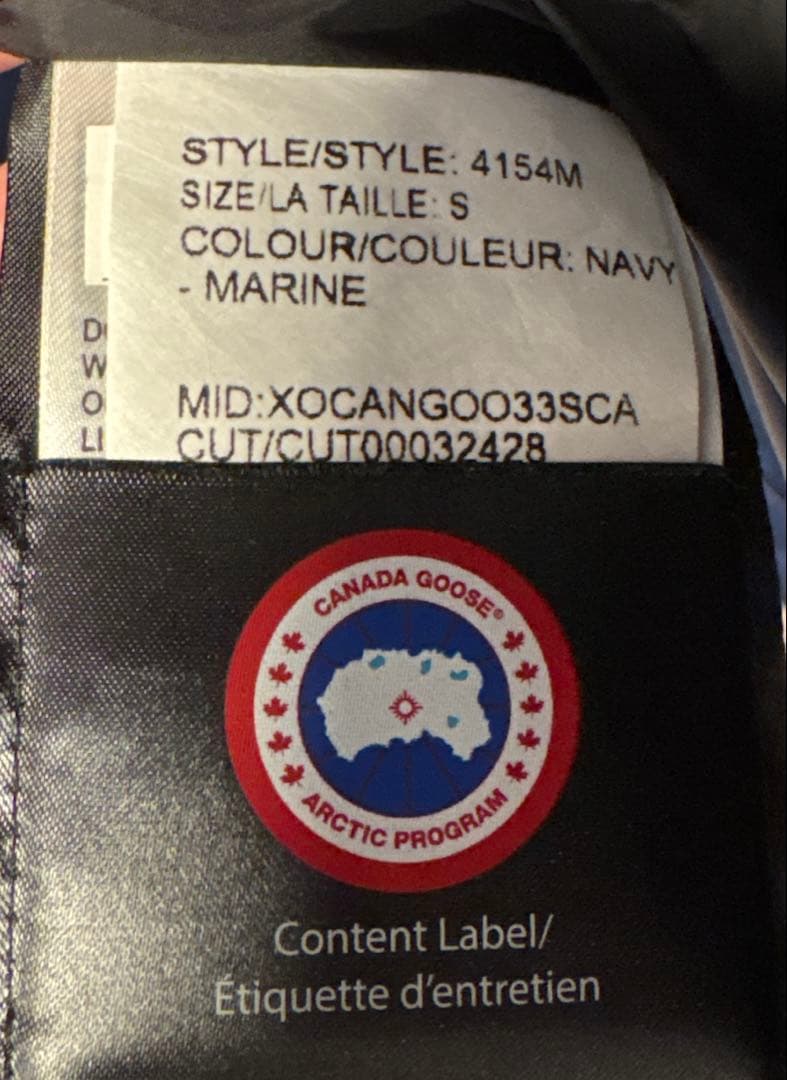 STYLE/STYLE: 4154M
SIZE/LA TAILLE: S
COLOUR/COULEUR: NAVY
- MARINE
MID:XOCANGOO33SCA
CUT/CUT00032428
CANADA GOOSE®
ARCTIC PROGRAM
Content Label/
Étiquette d'entretien